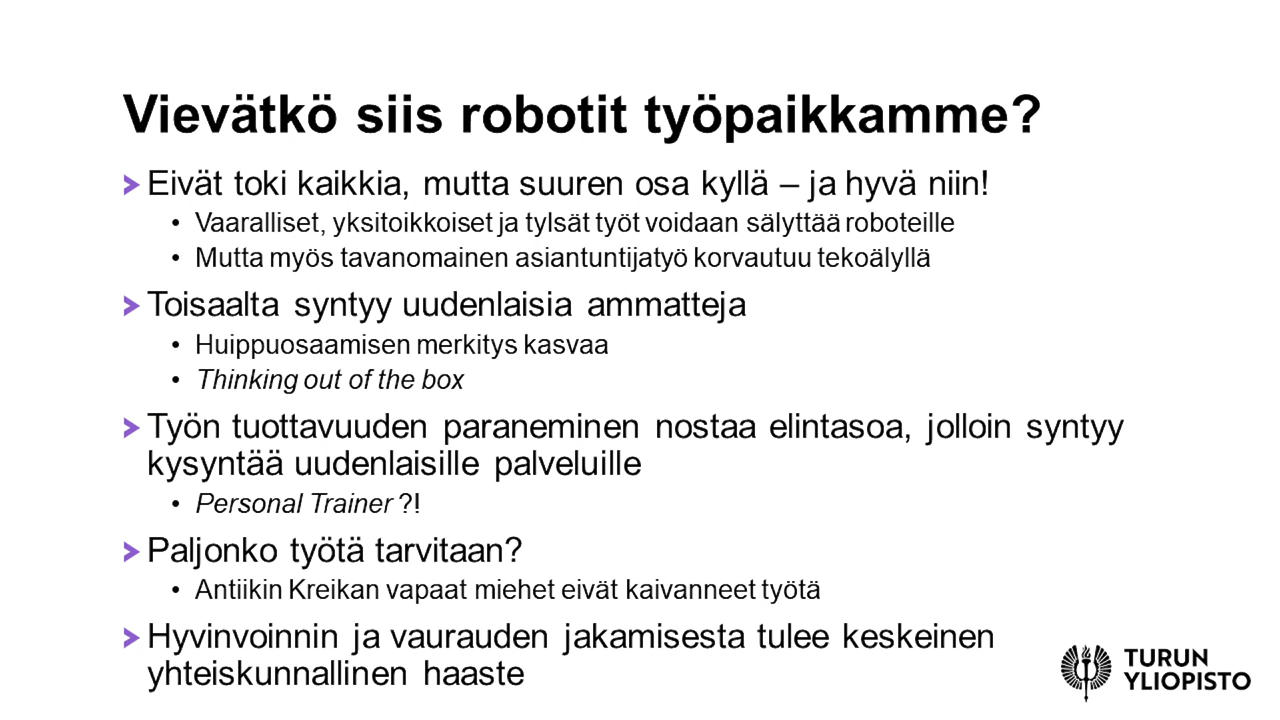 Vievätkö siis robotit työpaikkamme?
> Eivät toki kaikkia, mutta suuren osa kyllä – ja hyvä niin!
• Vaaralliset, yksitoikkoiset ja tylsät työt voidaan sälyttää roboteille
• Mutta myös tavanomainen asiantuntijatyö korvautuu tekoälyllä
> Toisaalta syntyy uudenlaisia ammatteja
• Huippuosaamisen merkitys kasvaa
• Thinking out of the box
> Työn tuottavuuden paraneminen nostaa elintasoa, jolloin syntyy
kysyntää uudenlaisille palveluille
• Personal Trainer ?!
> Paljonko työtä tarvitaan?
• Antiikin Kreikan vapaat miehet eivät kaivanneet työtä
> Hyvinvoinnin ja vaurauden jakamisesta tulee keskeinen
yhteiskunnallinen haaste
TURUN
YLIOPISTO